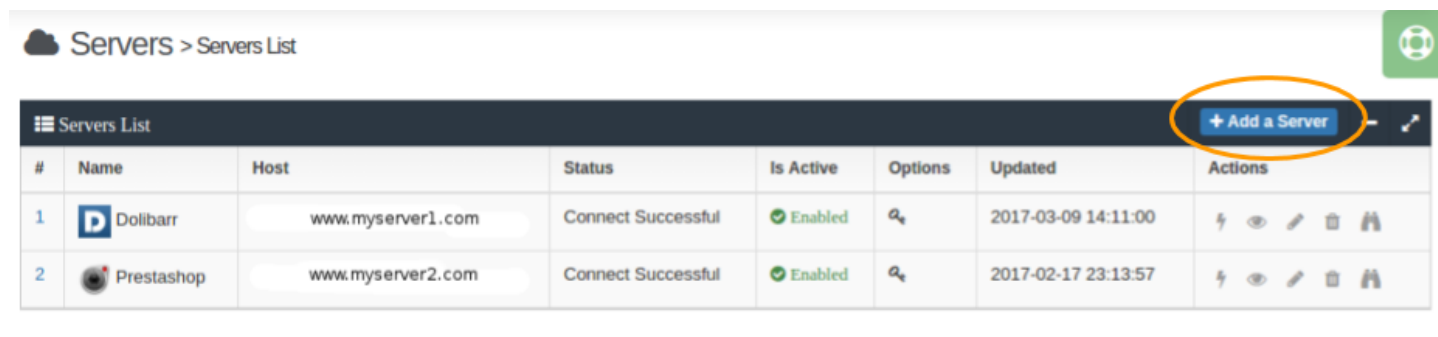 Servers > Servers List
Servers List + Add a Server
# Name Host Status Is Active Options Updated Actions
1 Dolibarr www.myserver1.com Connect Successful Enabled 2017-03-09 14:11:00
2 Prestashop www.myserver2.com Connect Successful Enabled 2017-02-17 23:13:57